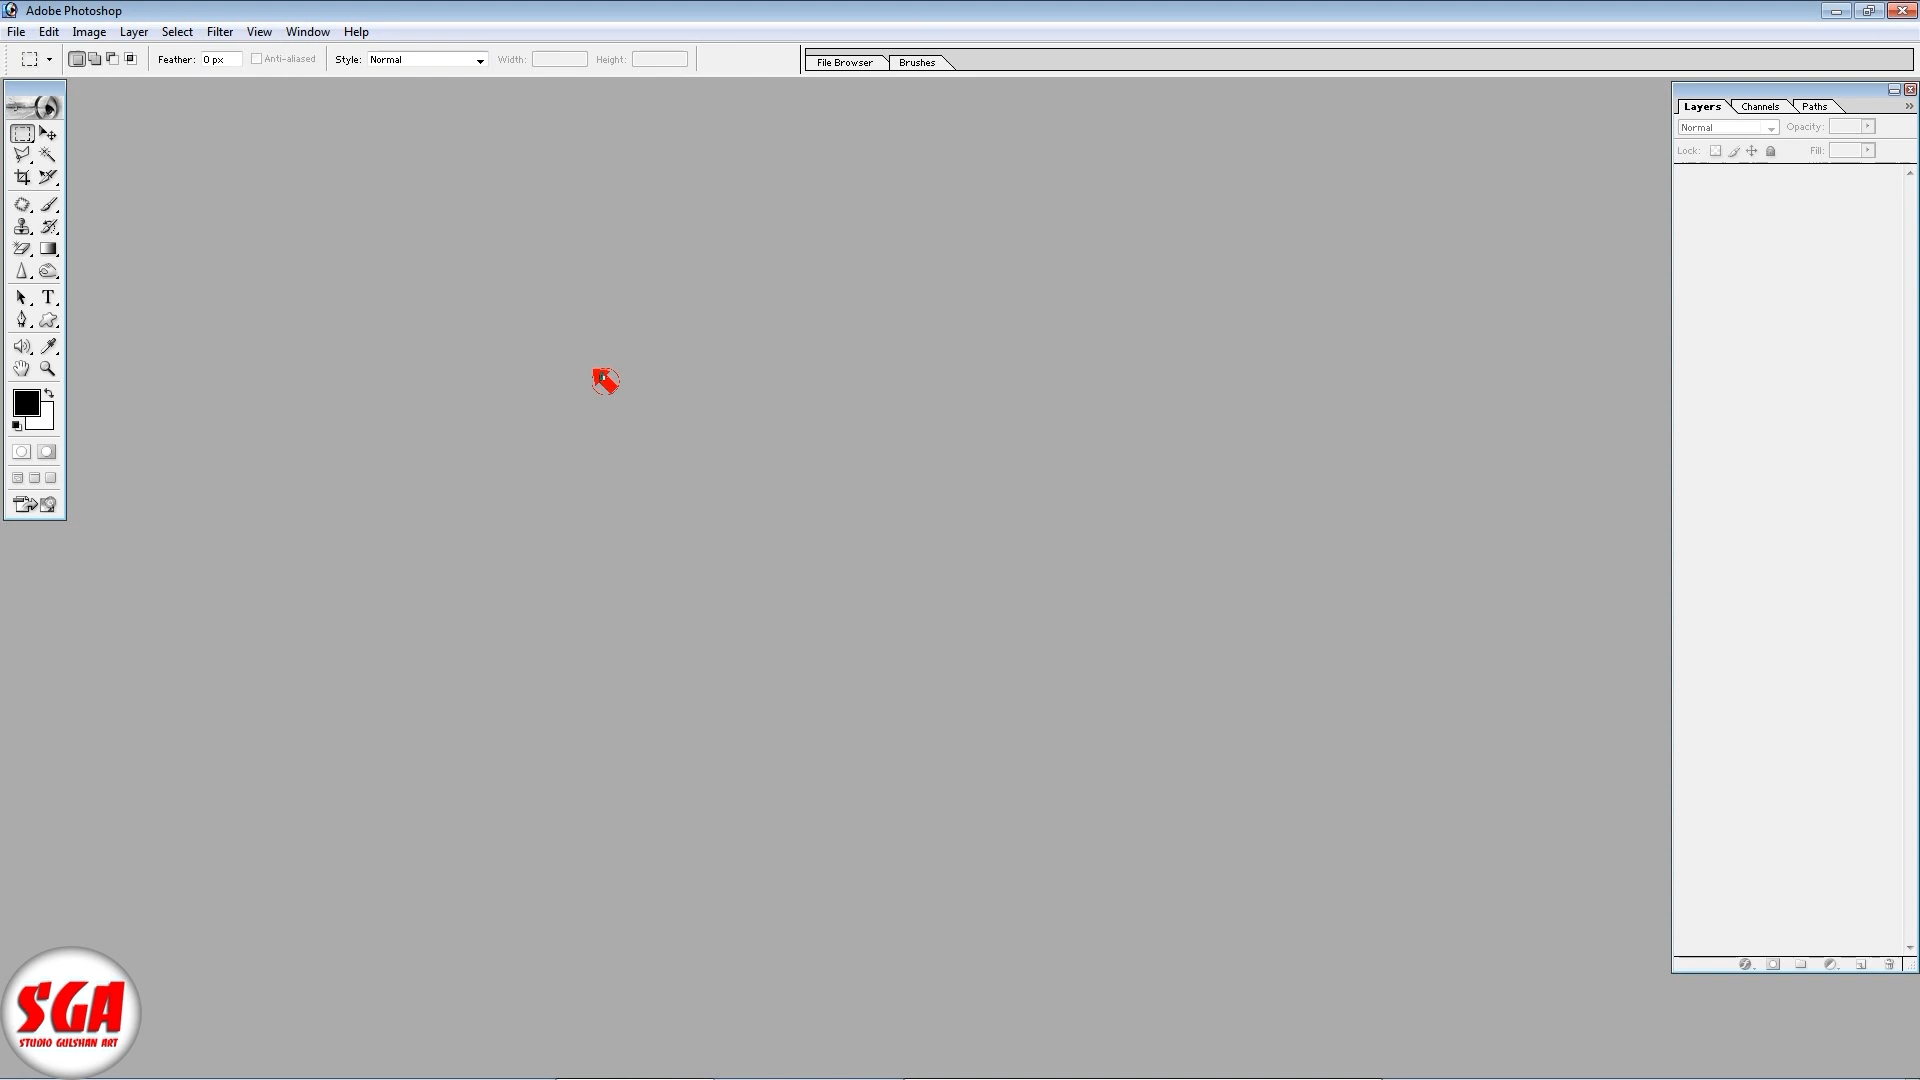 Adobe Photoshop
File Edit Image Layer Select Filter View Window Help
Feather: 0 px Anti-aliased Style: Normal Width: Height: File Browser Brushes
Layers Channels Paths
Normal Opacity:
Lock: Fill:
T
SGA
STUDIO GULSHAN ART